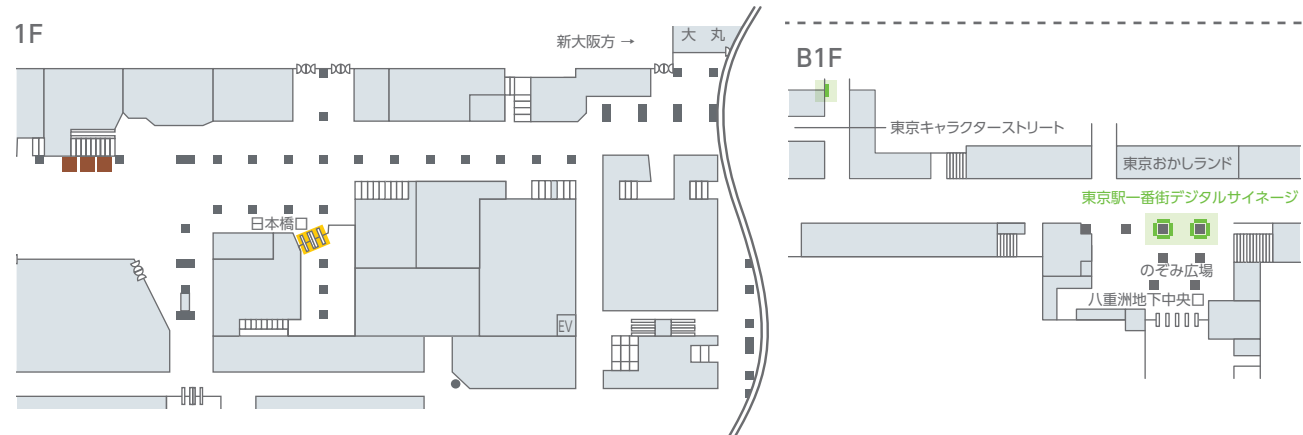 1F
新大阪方 →
大 丸
日本橋口
EV
B1F
東京キャラクターストリート
東京おかしランド
東京駅一番街デジタルサイネージ
のぞみ広場
八重洲地下中央口